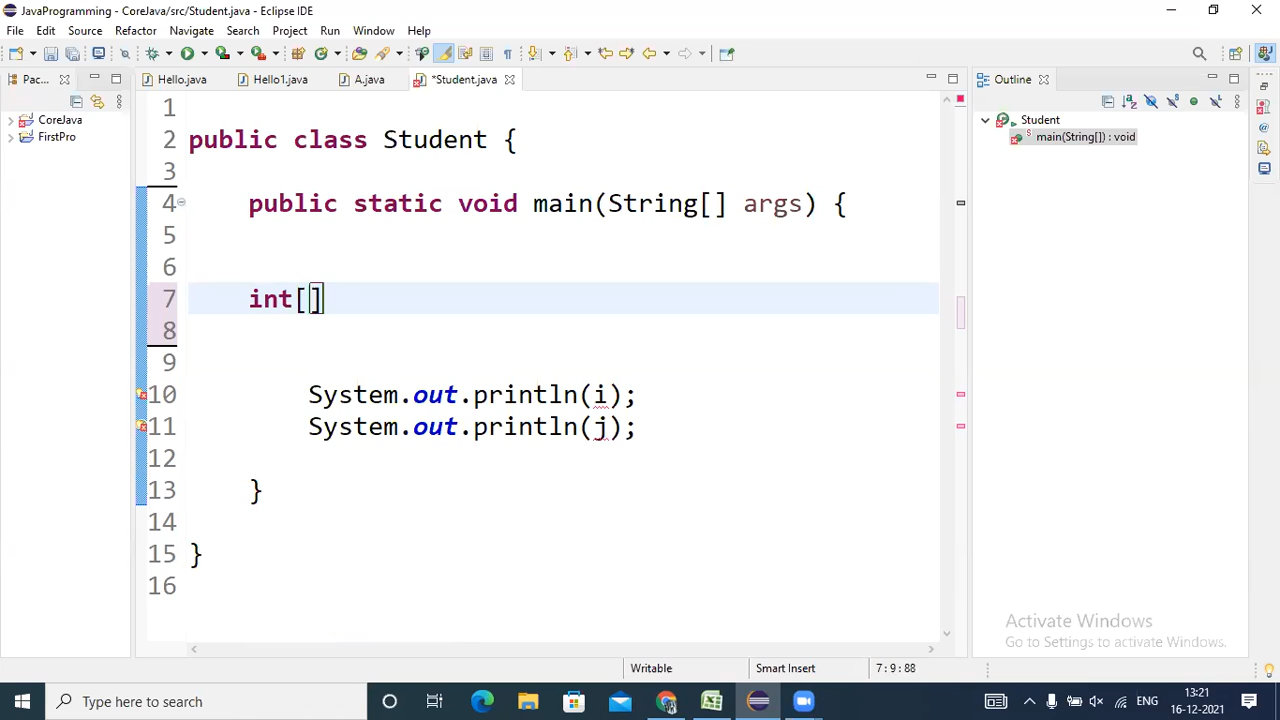 JavaProgramming - CoreJava/src/Student.java - Eclipse IDE
File Edit Source Refactor Navigate Search Project Run Window Help
Pac... Hello.java Hello1.java A.java *Student.java Outline
CoreJava
FirstPro
1
2 public class Student {
3
4 public static void main(String[] args) {
5
6
7 int[]
8
9
10 System.out.println(i);
11 System.out.println(j);
12
13 }
14
15 }
16
Student
main(String[]) : void
Activate Windows
Go to Settings to activate Windows.
Writable Smart Insert 7 : 9 : 88
Type here to search
ENG
13:21
16-12-2021